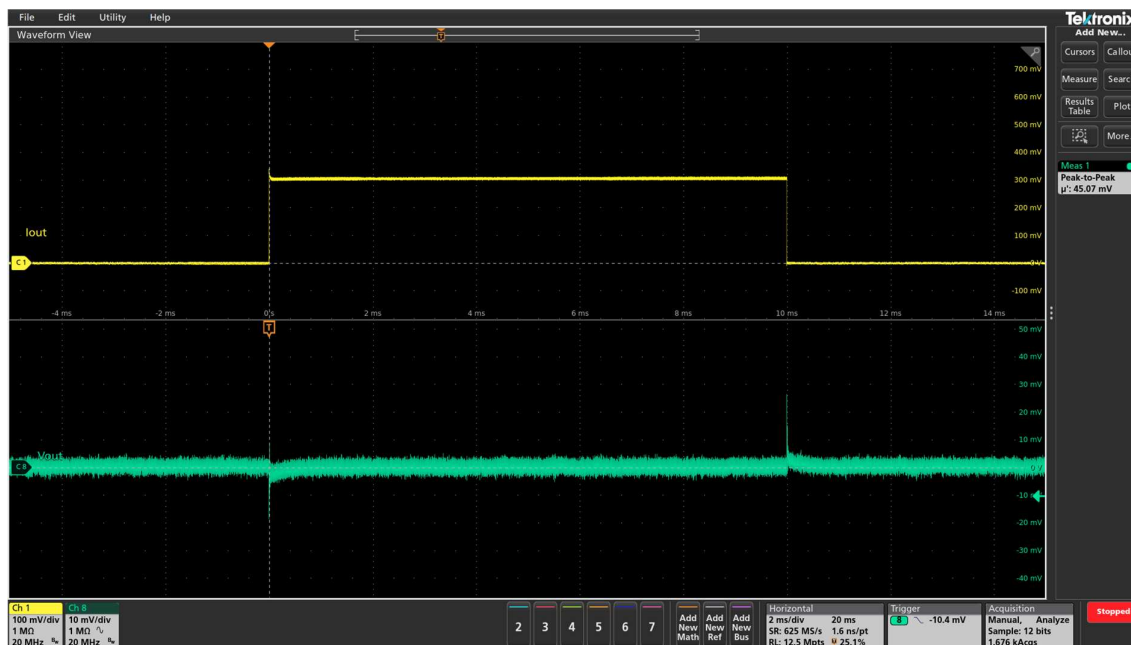 File Edit Utility Help
Tektronix
Waveform View
Add New...
T
Cursors Callou
Measure Searc
Results Table Plot
More.
Meas 1
Peak-to-Peak
µ': 45.07 mV
700 mV
600 mV
500 mV
400 mV
300 mV
200 mV
100 mV
Iout
C 1
0 V
-100 mV
-4 ms -2 ms 0 s 2 ms 4 ms 6 ms 8 ms 10 ms 12 ms 14 ms
T
50 mV
40 mV
30 mV
20 mV
10 mV
Vout
C 8
0 V
-10 m
-20 mV
-30 mV
-40 mV
Ch 1
100 mV/div
1 MΩ
20 MHz Bw
Ch 8
10 mV/div
1 MΩ
20 MHz Bw
2 3 4 5 6 7
Add New Math
Add New Ref
Add New Bus
Horizontal
2 ms/div 20 ms
SR: 625 MS/s 1.6 ns/pt
RL: 12.5 Mpts 25.1%
Trigger
8 -10.4 mV
Acquisition
Manual, Analyze
Sample: 12 bits
1.676 kAcqs
Stopped